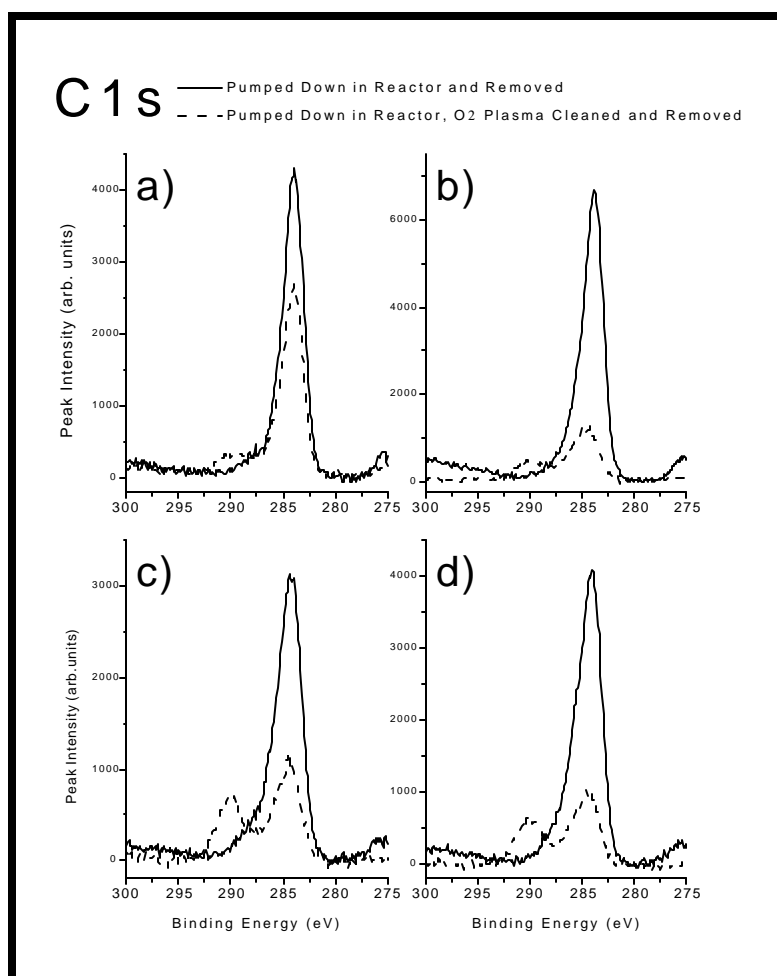 C1s
Pumped Down in Reactor and Removed
Pumped Down in Reactor, O2 Plasma Cleaned and Removed
a)
b)
Peak Intensity (arb. units)
4000
3000
2000
1000
0
6000
4000
2000
0
300 295 290 285 280 275
300 295 290 285 280 275
c)
d)
Peak Intensity (arb.units)
3000
2000
1000
0
4000
3000
2000
1000
0
300 295 290 285 280 275
300 295 290 285 280 275
Binding Energy (eV)
Binding Energy (eV)